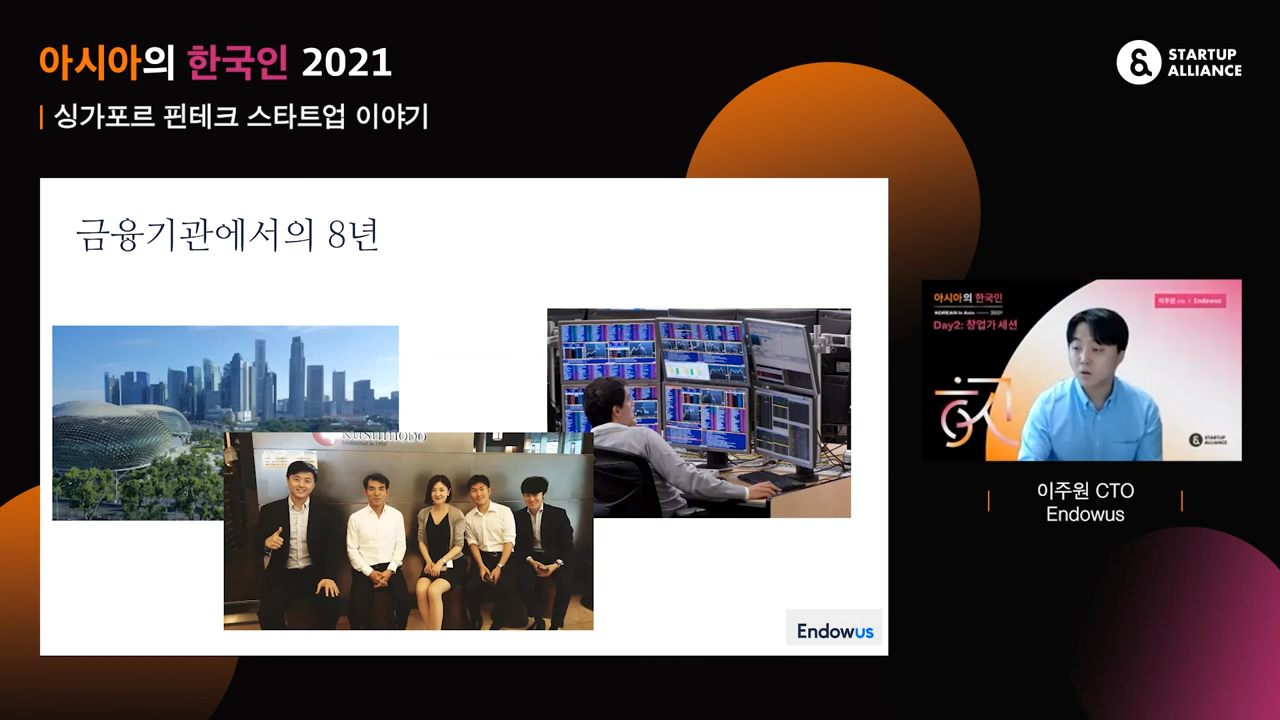 아시아의 한국인 2021
싱가포르 핀테크 스타트업 이야기
STARTUP
ALLIANCE
금융기관에서의 8년
Endowus
아시아의 한국인
KOREAN in Asia 2021
Day2: 창업가 세션
이주원 CTO | Endowus
STARTUP
ALLIANCE
이주원 CTO
Endowus